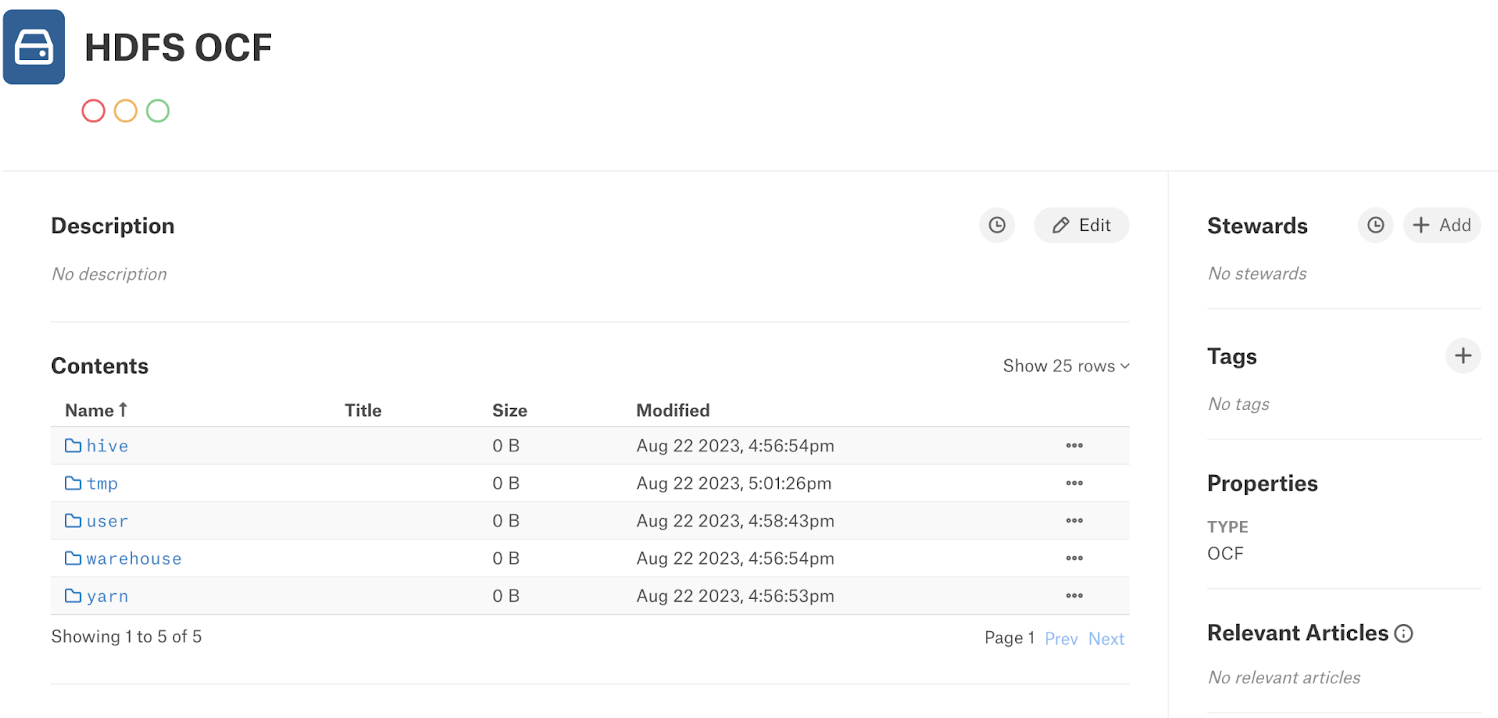 HDFS OCF
Description
Edit
No description
Contents
Show 25 rows
Name ↑ Title Size Modified
hive 0 B Aug 22 2023, 4:56:54pm
tmp 0 B Aug 22 2023, 5:01:26pm
user 0 B Aug 22 2023, 4:58:43pm
warehouse 0 B Aug 22 2023, 4:56:54pm
yarn 0 B Aug 22 2023, 4:56:53pm
Showing 1 to 5 of 5
Page 1 Prev Next
Stewards
+ Add
No stewards
Tags
+
No tags
Properties
TYPE
OCF
Relevant Articles
No relevant articles